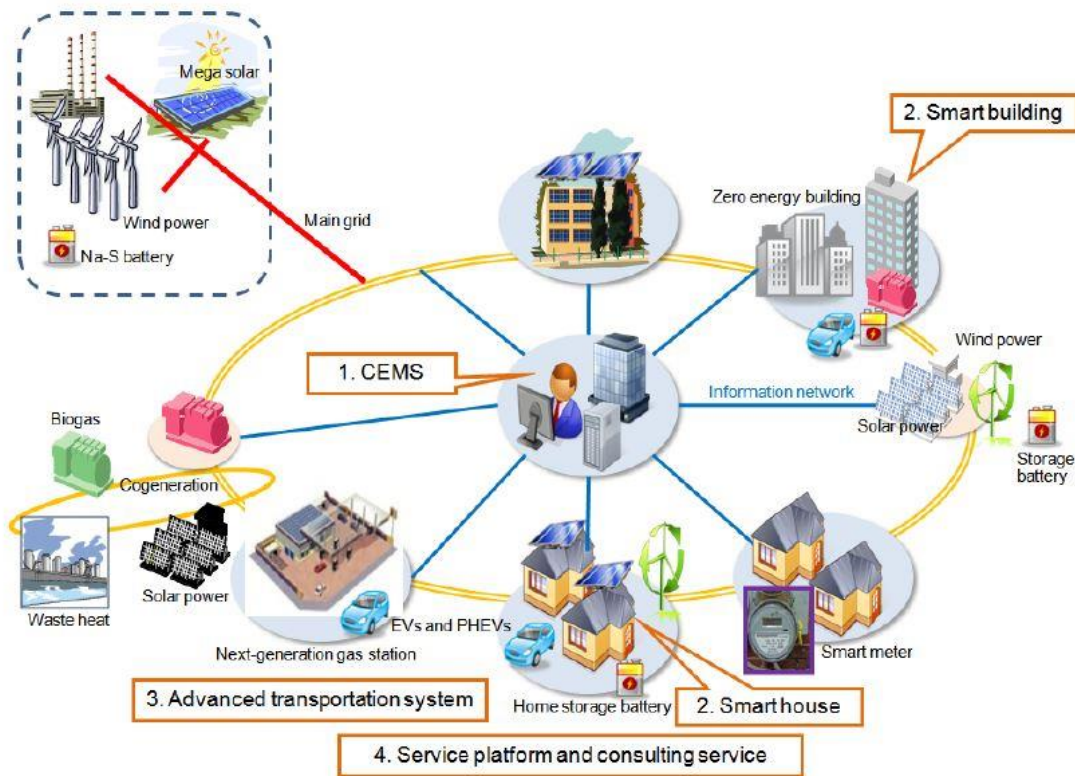 Mega solar
2. Smart building
Wind power
Main grid
Zero energy building
Na-S battery
Wind power
1. CEMS
Information network
Biogas
Solar power
Storage
battery
Cogeneration
Waste heat
Solar power
EVs and PHEVs
Smart meter
Next-generation gas station
3. Advanced transportation system
Home storage battery
2. Smart house
4. Service platform and consulting service